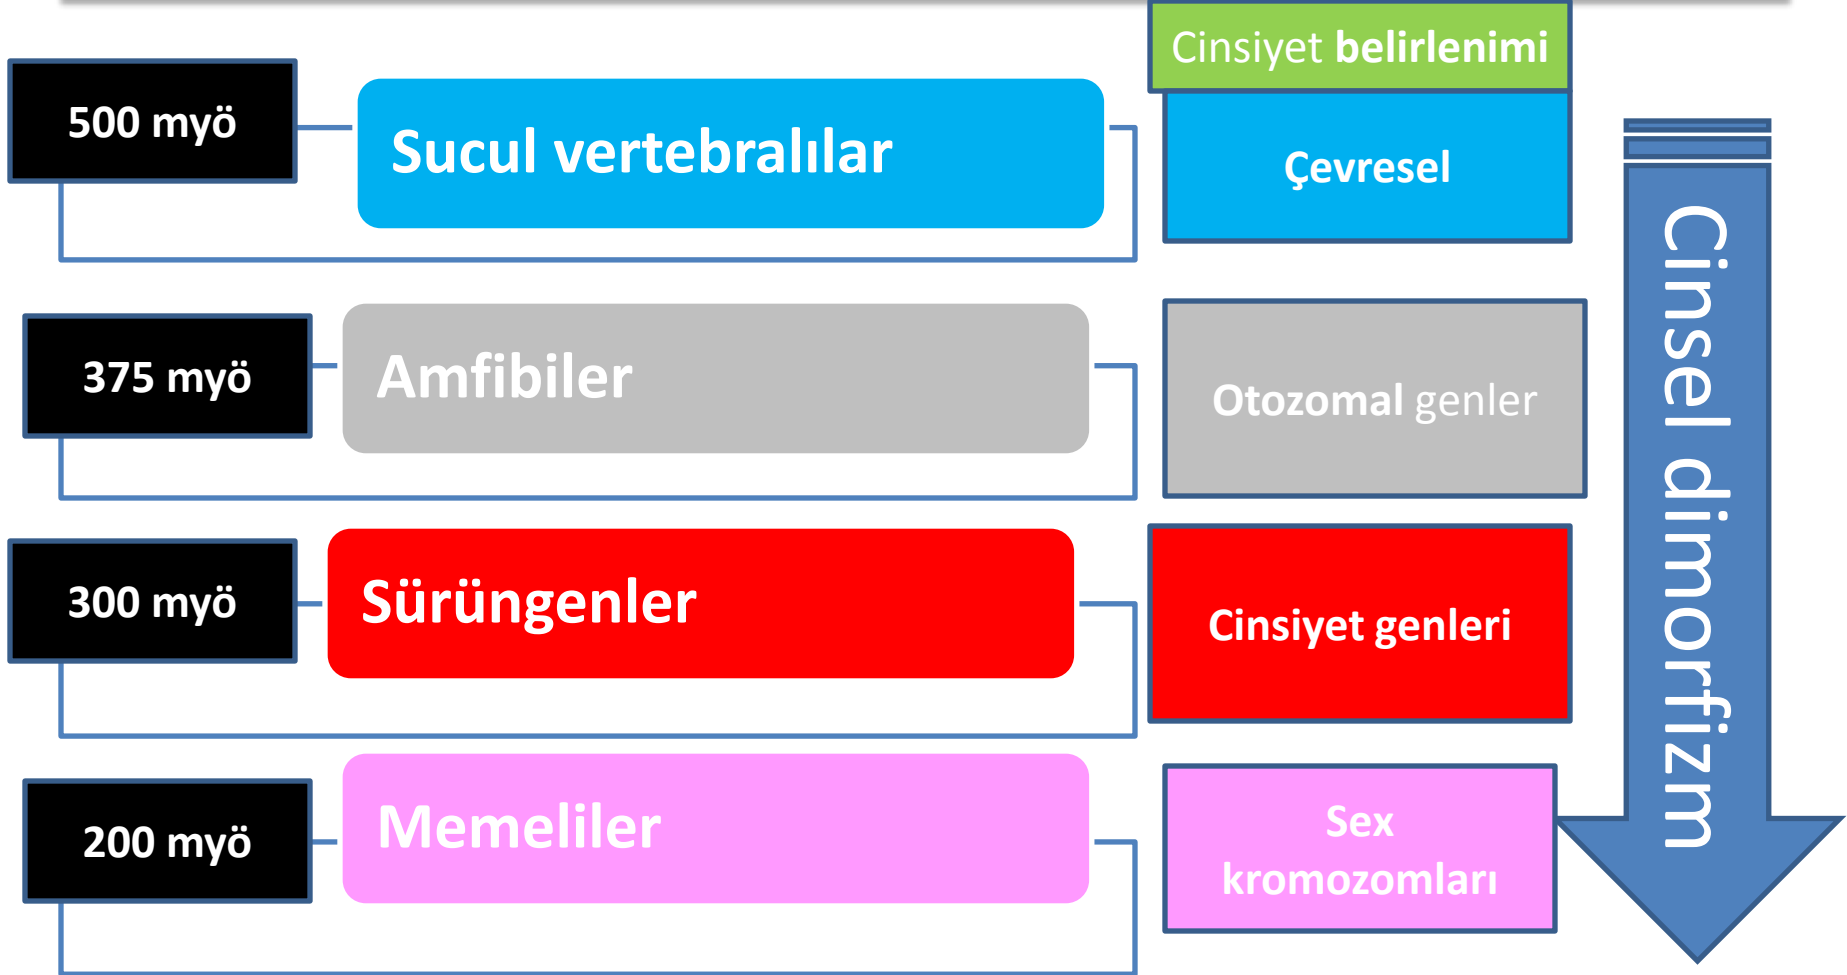 Cinsiyet belirlenimi
500 myö
Sucul vertebralılar
Çevresel
375 myö
Amfibiler
Otozomal genler
300 myö
Sürüngenler
Cinsiyet genleri
200 myö
Memeliler
Sex
kromozomları
Cinsel dimorfizm